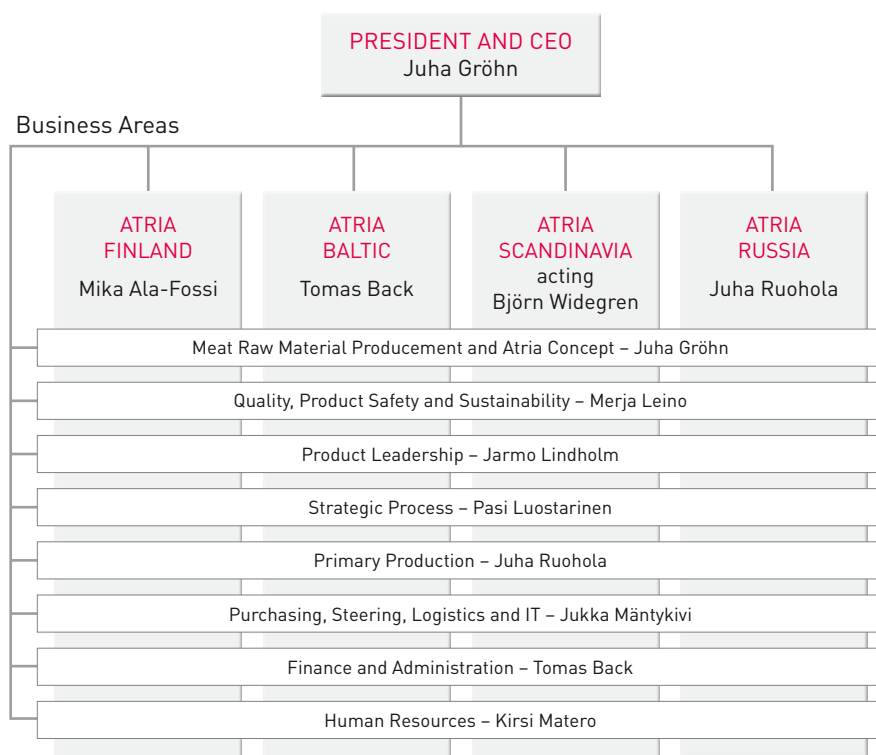 PRESIDENT AND CEO
Juha Gröhn
Business Areas
ATRIA
FINLAND
Mika Ala-Fossi
ATRIA
BALTIC
Tomas Back
ATRIA
SCANDINAVIA
acting
Björn Widegren
ATRIA
RUSSIA
Juha Ruohola
Meat Raw Material Producement and Atria Concept – Juha Gröhn
Quality, Product Safety and Sustainability – Merja Leino
Product Leadership – Jarmo Lindholm
Strategic Process – Pasi Luostarinen
Primary Production – Juha Ruohola
Purchasing, Steering, Logistics and IT – Jukka Mäntykivi
Finance and Administration – Tomas Back
Human Resources – Kirsi Matero